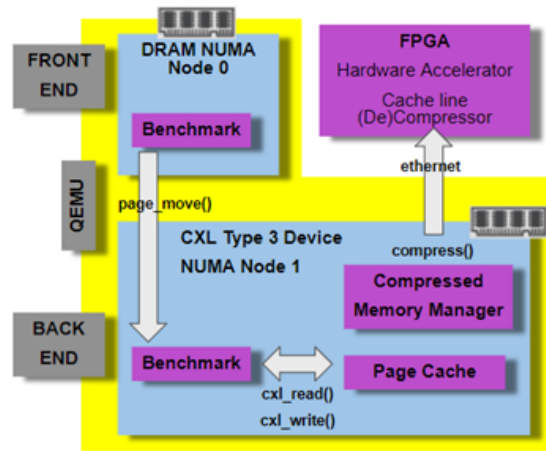 FRONT
END
DRAM NUMA
Node 0
Benchmark
FPGA
Hardware Accelerator
Cache line
(De)Compressor
ethernet
QEMU
page_move()
CXL Type 3 Device
NUMA Node 1
compress()
Compressed
Memory Manager
BACK
END
Benchmark
cxl_read()
cxl_write()
Page Cache